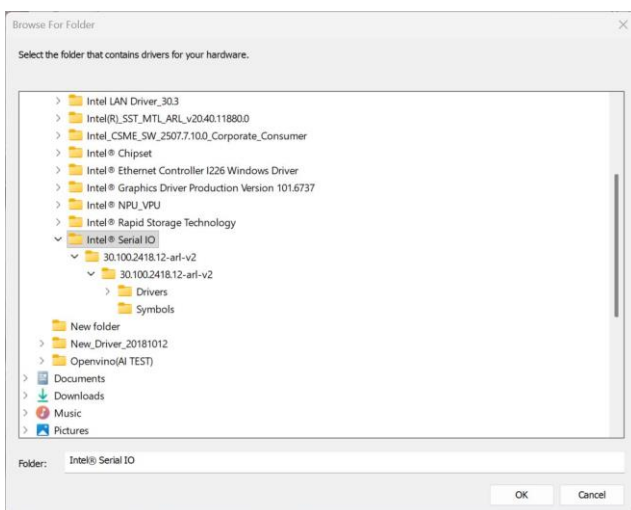 Browse For Folder
Select the folder that contains drivers for your hardware.
Intel LAN Driver_30.3
Intel(R)_SST_MTL_ARL_v20.40.11880.0
Intel_CSME_SW_2507.7.10.0_Corporate_Consumer
Intel® Chipset
Intel® Ethernet Controller I226 Windows Driver
Intel® Graphics Driver Production Version 101.6737
Intel® NPU_VPU
Intel® Rapid Storage Technology
Intel® Serial IO
30.100.2418.12-arl-v2
30.100.2418.12-arl-v2
Drivers
Symbols
New folder
New_Driver_20181012
Openvino(AI TEST)
Documents
Downloads
Music
Pictures
Folder: Intel® Serial IO
OK Cancel